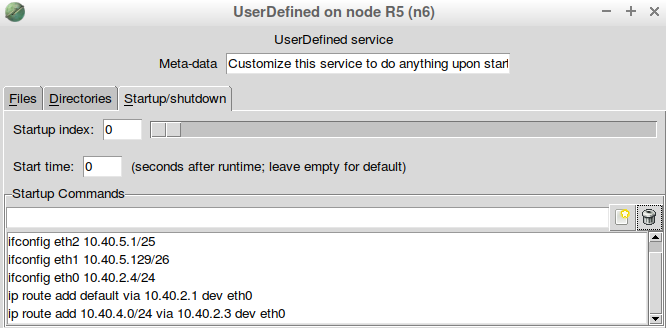 UserDefined on node R5 (n6)
UserDefined service
Meta-data Customize this service to do anything upon start
Files Directories Startup/shutdown
Startup index: 0
Start time: 0 (seconds after runtime; leave empty for default)
Startup Commands
ifconfig eth2 10.40.5.1/25
ifconfig eth1 10.40.5.129/26
ifconfig eth0 10.40.2.4/24
ip route add default via 10.40.2.1 dev eth0
ip route add 10.40.4.0/24 via 10.40.2.3 dev eth0